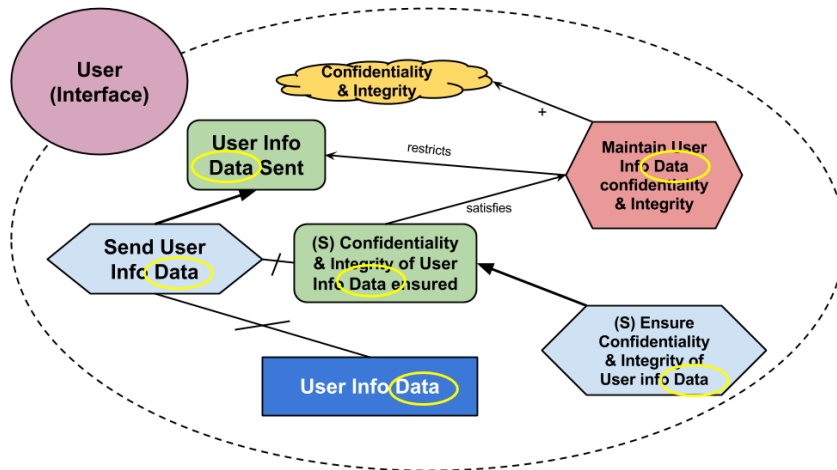 User
(Interface)
Confidentiality
& Integrity
+
User Info
Data Sent
restricts
Maintain User
Info Data
confidentiality
& Integrity
satisfies
Send User
Info Data
(S) Confidentiality
& Integrity of User
Info Data ensured
(S) Ensure
Confidentiality
& Integrity of
User info Data
User Info Data